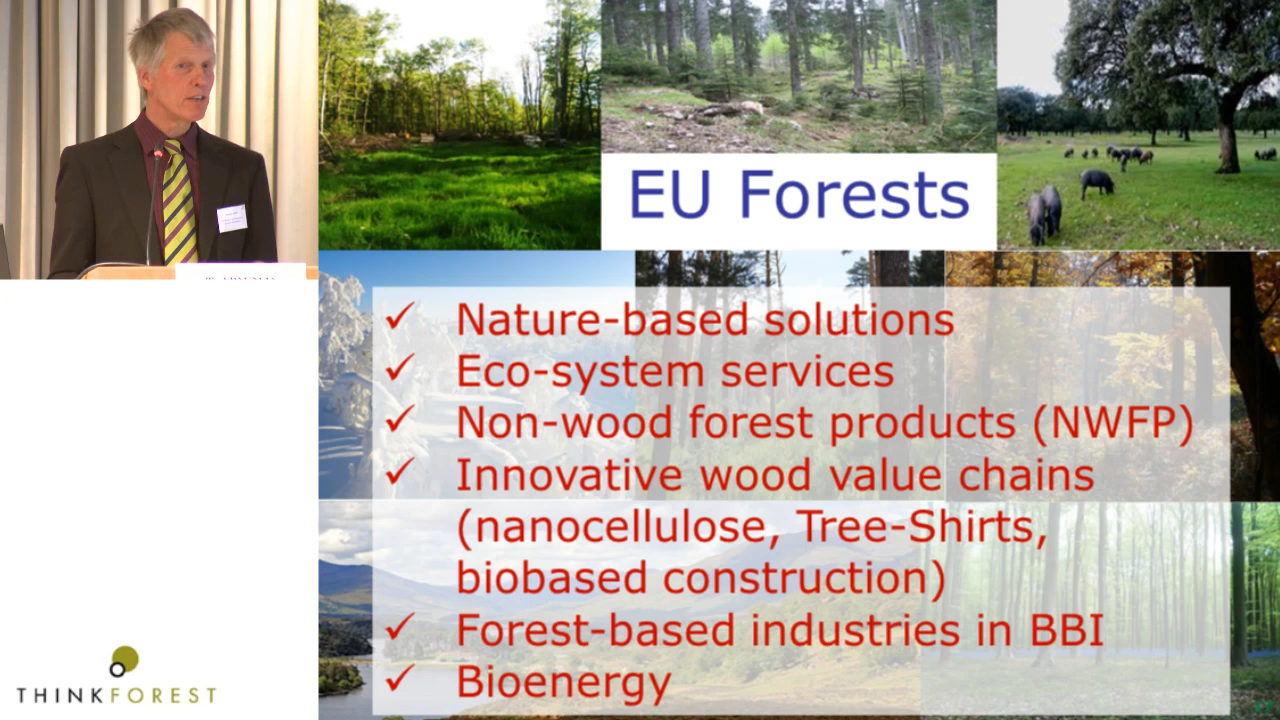 EU Forests
✓ Nature-based solutions
✓ Eco-system services
✓ Non-wood forest products (NWFP)
✓ Innovative wood value chains
(nanocellulose, Tree-Shirts,
biobased construction)
✓ Forest-based industries in BBI
✓ Bioenergy
THINKFOREST